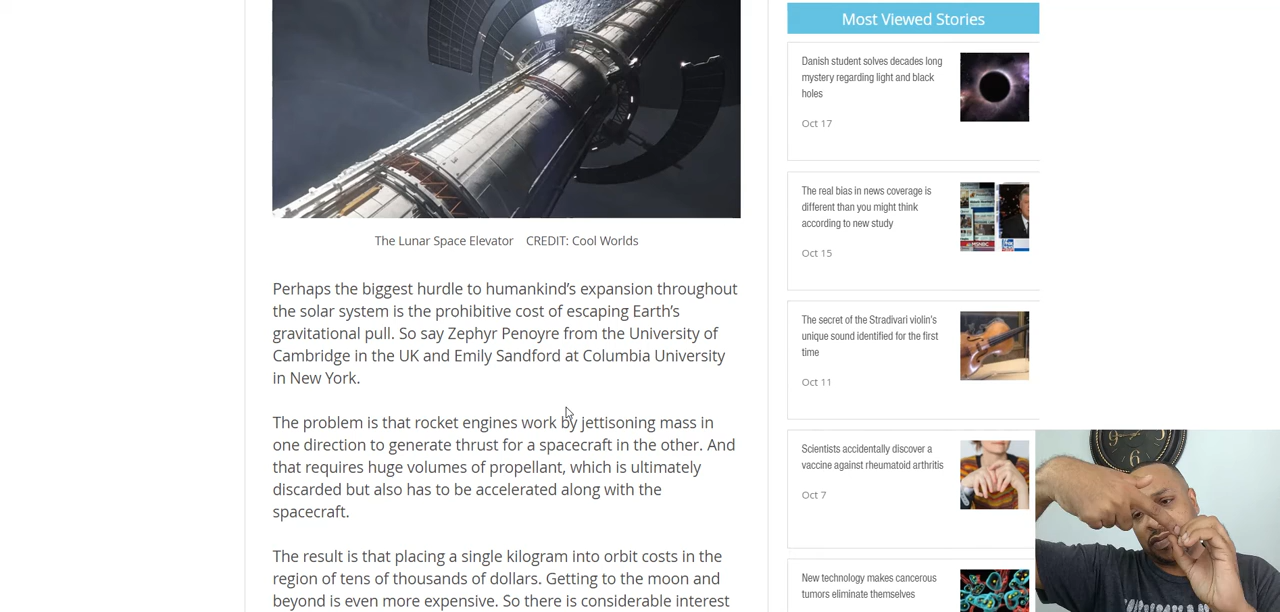 Most Viewed Stories
Danish student solves decades long
mystery regarding light and black
holes
Oct 17
The real bias in news coverage is
different than you might think
according to new study
Oct 15
The secret of the Stradivari violin's
unique sound identified for the first
time
Oct 11
Scientists accidentally discover a
vaccine against rheumatoid arthritis
Oct 7
New technology makes cancerous
tumors eliminate themselves
The Lunar Space Elevator CREDIT: Cool Worlds
Perhaps the biggest hurdle to humankind’s expansion throughout
the solar system is the prohibitive cost of escaping Earth’s
gravitational pull. So say Zephyr Penoyre from the University of
Cambridge in the UK and Emily Sandford at Columbia University
in New York.
The problem is that rocket engines work by jettisoning mass in
one direction to generate thrust for a spacecraft in the other. And
that requires huge volumes of propellant, which is ultimately
discarded but also has to be accelerated along with the
spacecraft.
The result is that placing a single kilogram into orbit costs in the
region of tens of thousands of dollars. Getting to the moon and
beyond is even more expensive. So there is considerable interest